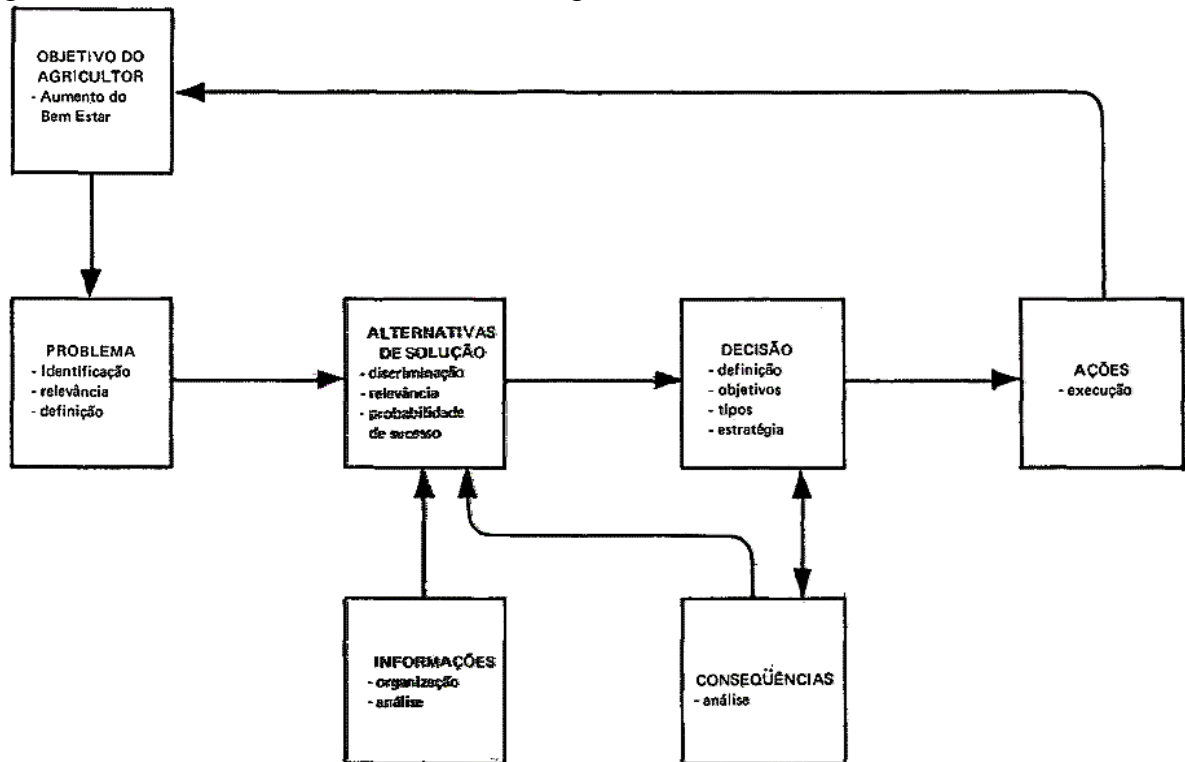 OBJETIVO DO
AGRICULTOR
- Aumento do
Bem Estar
PROBLEMA
- Identificação
- relevância
- definição
ALTERNATIVAS
DE SOLUÇÃO
- discriminação
- relevância
- probabilidade
de sucesso
DECISÃO
- definição
- objetivos
- tipos
- estratégia
AÇÕES
- execução
INFORMAÇÕES
- organização
- análise
CONSEQÜÊNCIAS
- análise